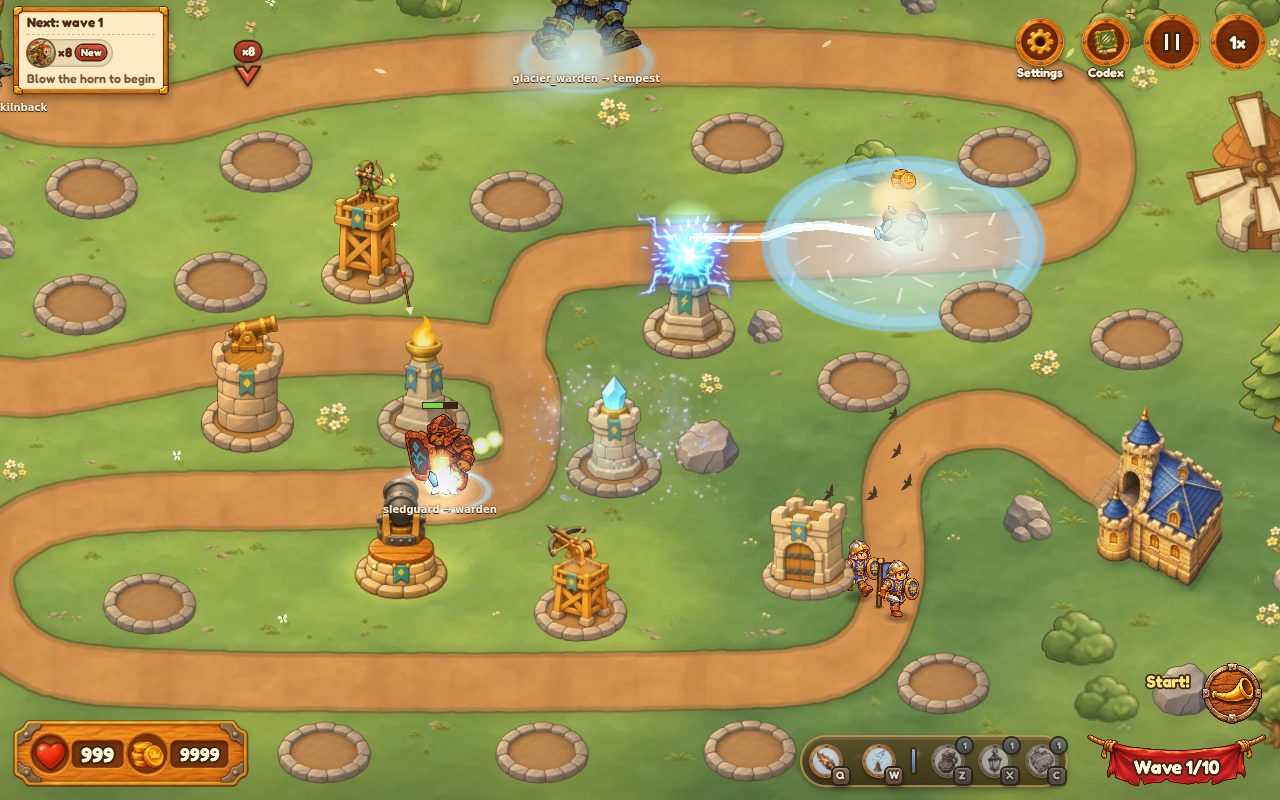 Next: wave 1
x8 New
Blow the horn to begin
x8
Settings
Codex
1x
glacier_warden → tempest
kilnback
sledguard → warden
Start!
999
9999
Q
W
1
Z
1
X
1
C
Wave 1/10